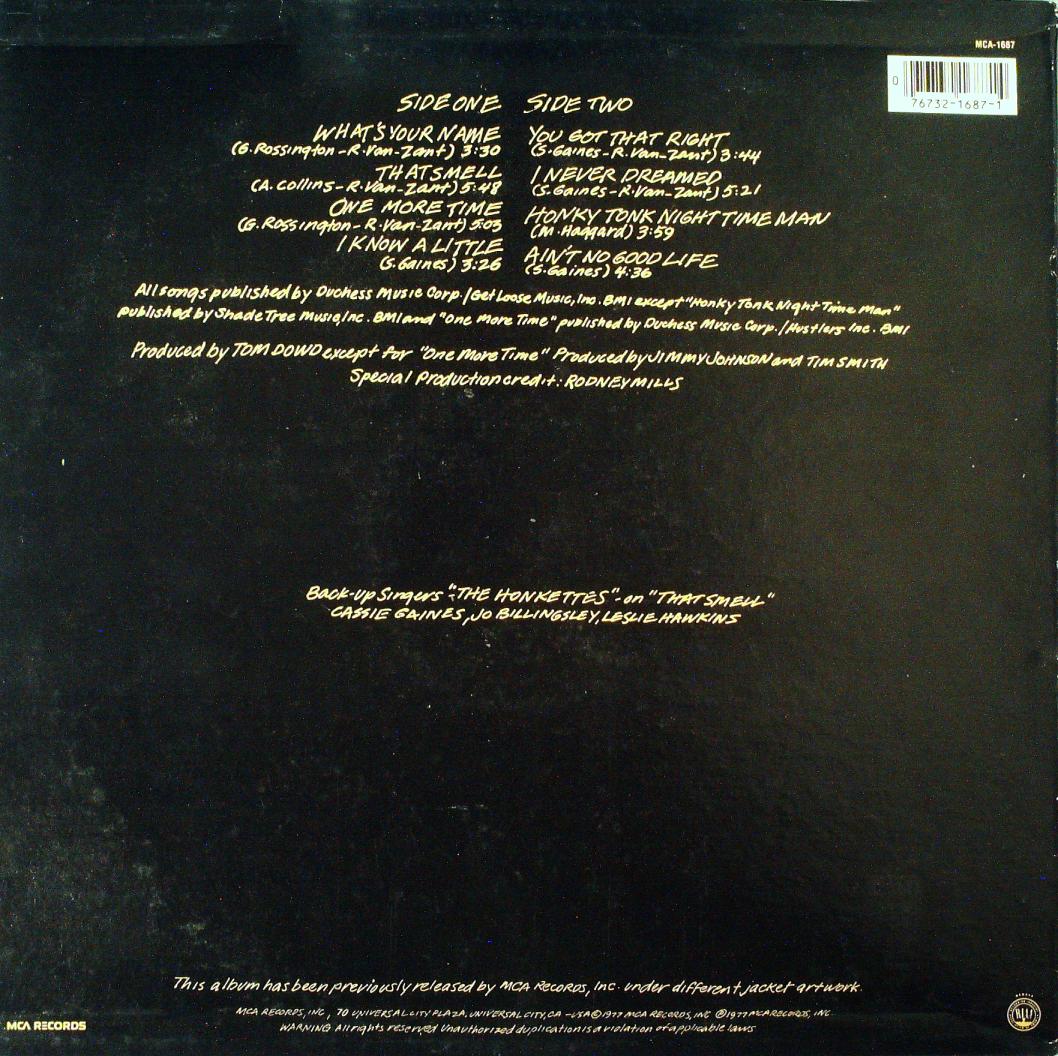 MCA-1687
0 76732-1687-1
SIDE ONE
WHAT'S YOUR NAME
(G. Rossington - R. Van-Zant) 3:30
THAT SMELL
(A. Collins - R. Van-Zant) 5:48
ONE MORE TIME
(G. Rossington - R. Van-Zant) 5:03
I KNOW A LITTLE
(S. Gaines) 3:26
SIDE TWO
YOU GOT THAT RIGHT
(S. Gaines - R. Van-Zant) 3:44
I NEVER DREAMED
(S. Gaines - R. Van-Zant) 5:21
HONKY TONK NIGHT TIME MAN
(M. Haggard) 3:59
AIN'T NO GOOD LIFE
(S. Gaines) 4:36
All songs published by Duchess Music Corp./Get Loose Music, Inc. BMI except "Honky Tonk Night Time Man"
published by Shade Tree Music, Inc. BMI and "One More Time" published by Duchess Music Corp./Hustlers Inc. BMI
Produced by TOM DOWD except for "One More Time" Produced by JIMMY JOHNSON and TIM SMITH
Special Production credit: RODNEY MILLS
Back-up Singers "THE HONKETTES" on "THAT SMELL"
CASSIE GAINES, JO BILLINGSLEY, LESLIE HAWKINS
This album has been previously released by MCA RECORDS, Inc. under different jacket artwork.
MCA RECORDS, INC., 70 UNIVERSAL CITY PLAZA, UNIVERSAL CITY, CA - USA © 1977 MCA RECORDS, INC ℗ 1977 MCA RECORDS, INC
WARNING All rights reserved Unauthorized duplication is a violation of applicable laws
MCA RECORDS